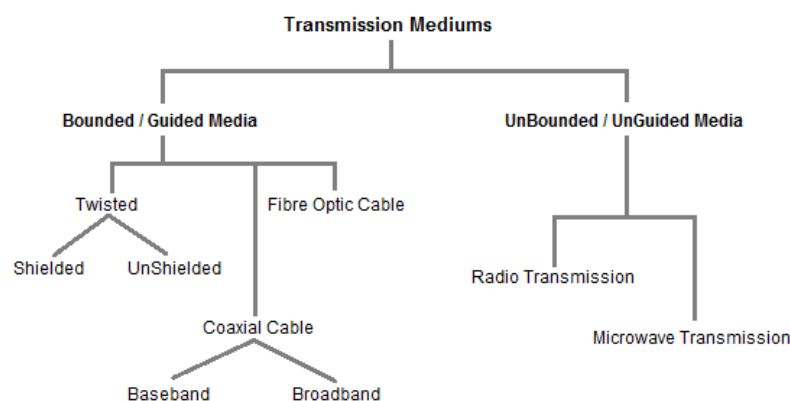 Transmission Mediums
Bounded / Guided Media
UnBounded / UnGuided Media
Twisted
Fibre Optic Cable
Shielded
UnShielded
Radio Transmission
Coaxial Cable
Microwave Transmission
Baseband
Broadband